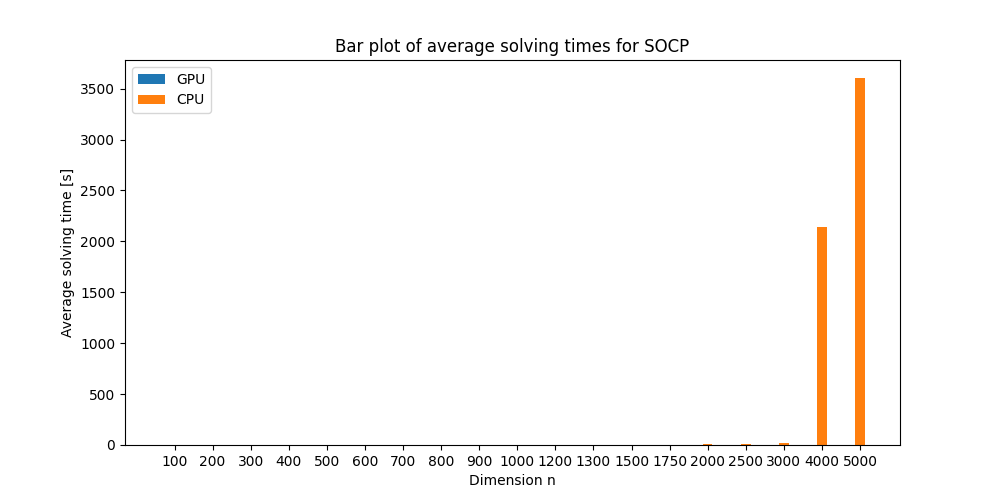 Bar plot of average solving times for SOCP
GPU
CPU
Average solving time [s]
3500
3000
2500
2000
1500
1000
500
0
100 200 300 400 500 600 700 800 900 1000 1200 1300 1500 1750 2000 2500 3000 4000 5000
Dimension n